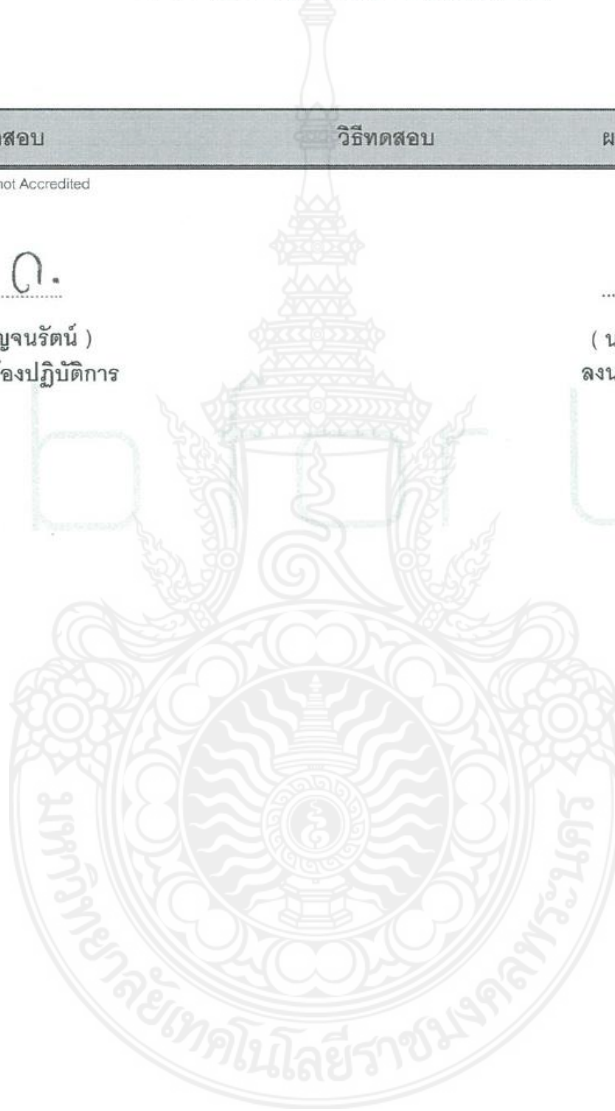 สอบ วิธีทดสอบ ผ
not Accredited
ก.
ญจนรัตน์ ) ( น
องปฏิบัติการ ลงน
มหาวิทยาลัยเทคโนโลยีราชมงคลพระนคร